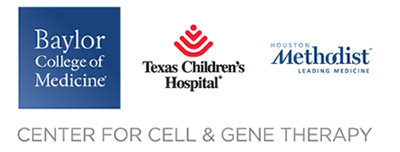 Baylor
College of
Medicine®
Texas Children's
Hospital®
HOUSTON
Methodist
LEADING MEDICINE
CENTER FOR CELL & GENE THERAPY